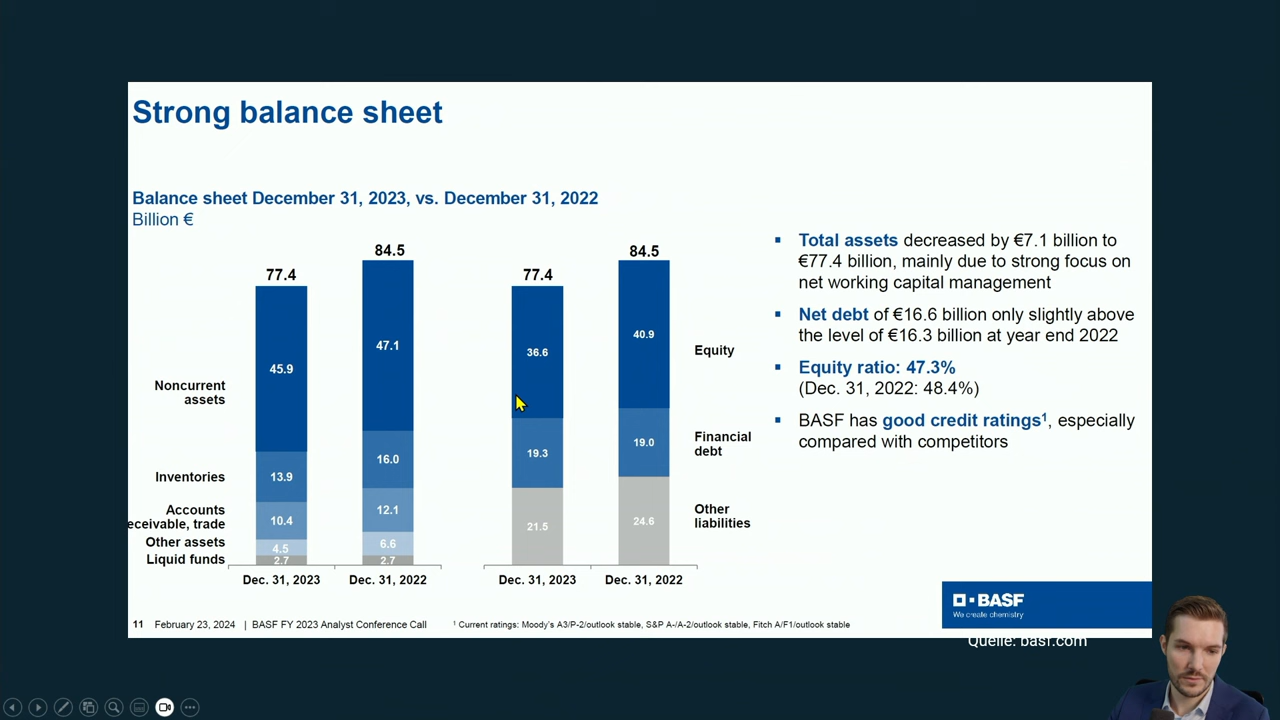 Strong balance sheet
Balance sheet December 31, 2023, vs. December 31, 2022
Billion €
77.4
84.5
45.9
47.1
13.9
16.0
10.4
12.1
4.5
6.6
2.7
2.7
Noncurrent
assets
Inventories
Accounts
eceivable, trade
Other assets
Liquid funds
Dec. 31, 2023
Dec. 31, 2022
77.4
84.5
36.6
40.9
19.3
19.0
21.5
24.6
Equity
Financial
debt
Other
liabilities
Dec. 31, 2023
Dec. 31, 2022
▪ Total assets decreased by €7.1 billion to
€77.4 billion, mainly due to strong focus on
net working capital management
▪ Net debt of €16.6 billion only slightly above
the level of €16.3 billion at year end 2022
▪ Equity ratio: 47.3%
(Dec. 31, 2022: 48.4%)
▪ BASF has good credit ratings¹, especially
compared with competitors
11 February 23, 2024 | BASF FY 2023 Analyst Conference Call
¹ Current ratings: Moody's A3/P-2/outlook stable, S&P A-/A-2/outlook stable, Fitch A/F1/outlook stable
BASF
We create chemistry
Quelle: basf.com